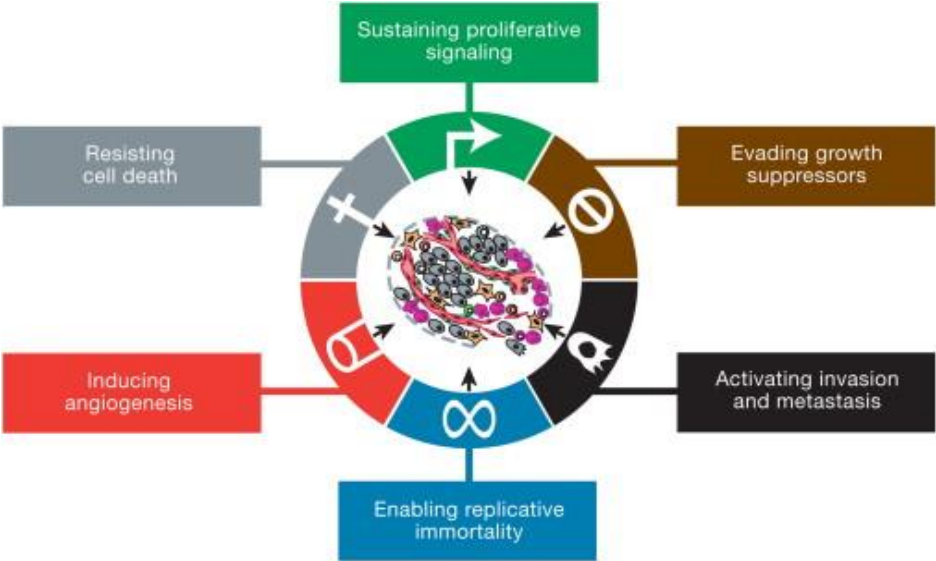 Sustaining proliferative
signaling
Resisting
cell death
Evading growth
suppressors
Inducing
angiogenesis
Activating invasion
and metastasis
Enabling replicative
immortality